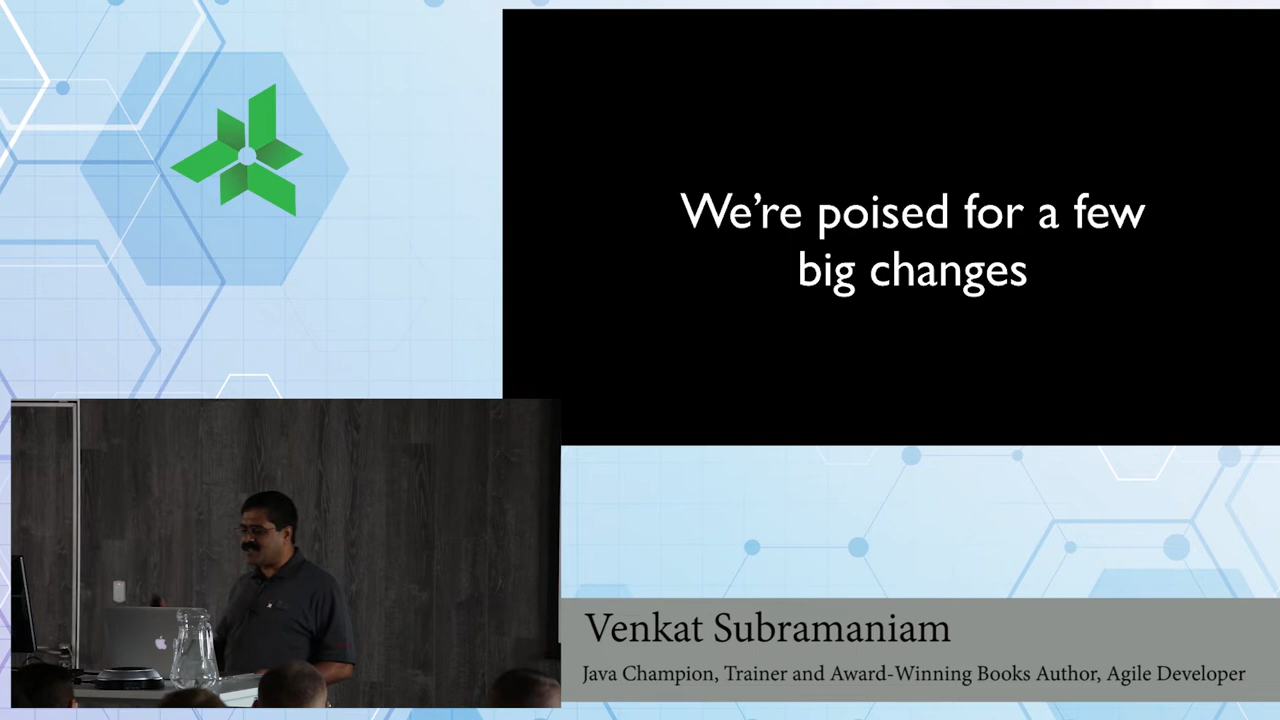 We're poised for a few
big changes
Venkat Subramaniam
Java Champion, Trainer and Award-Winning Books Author, Agile Developer